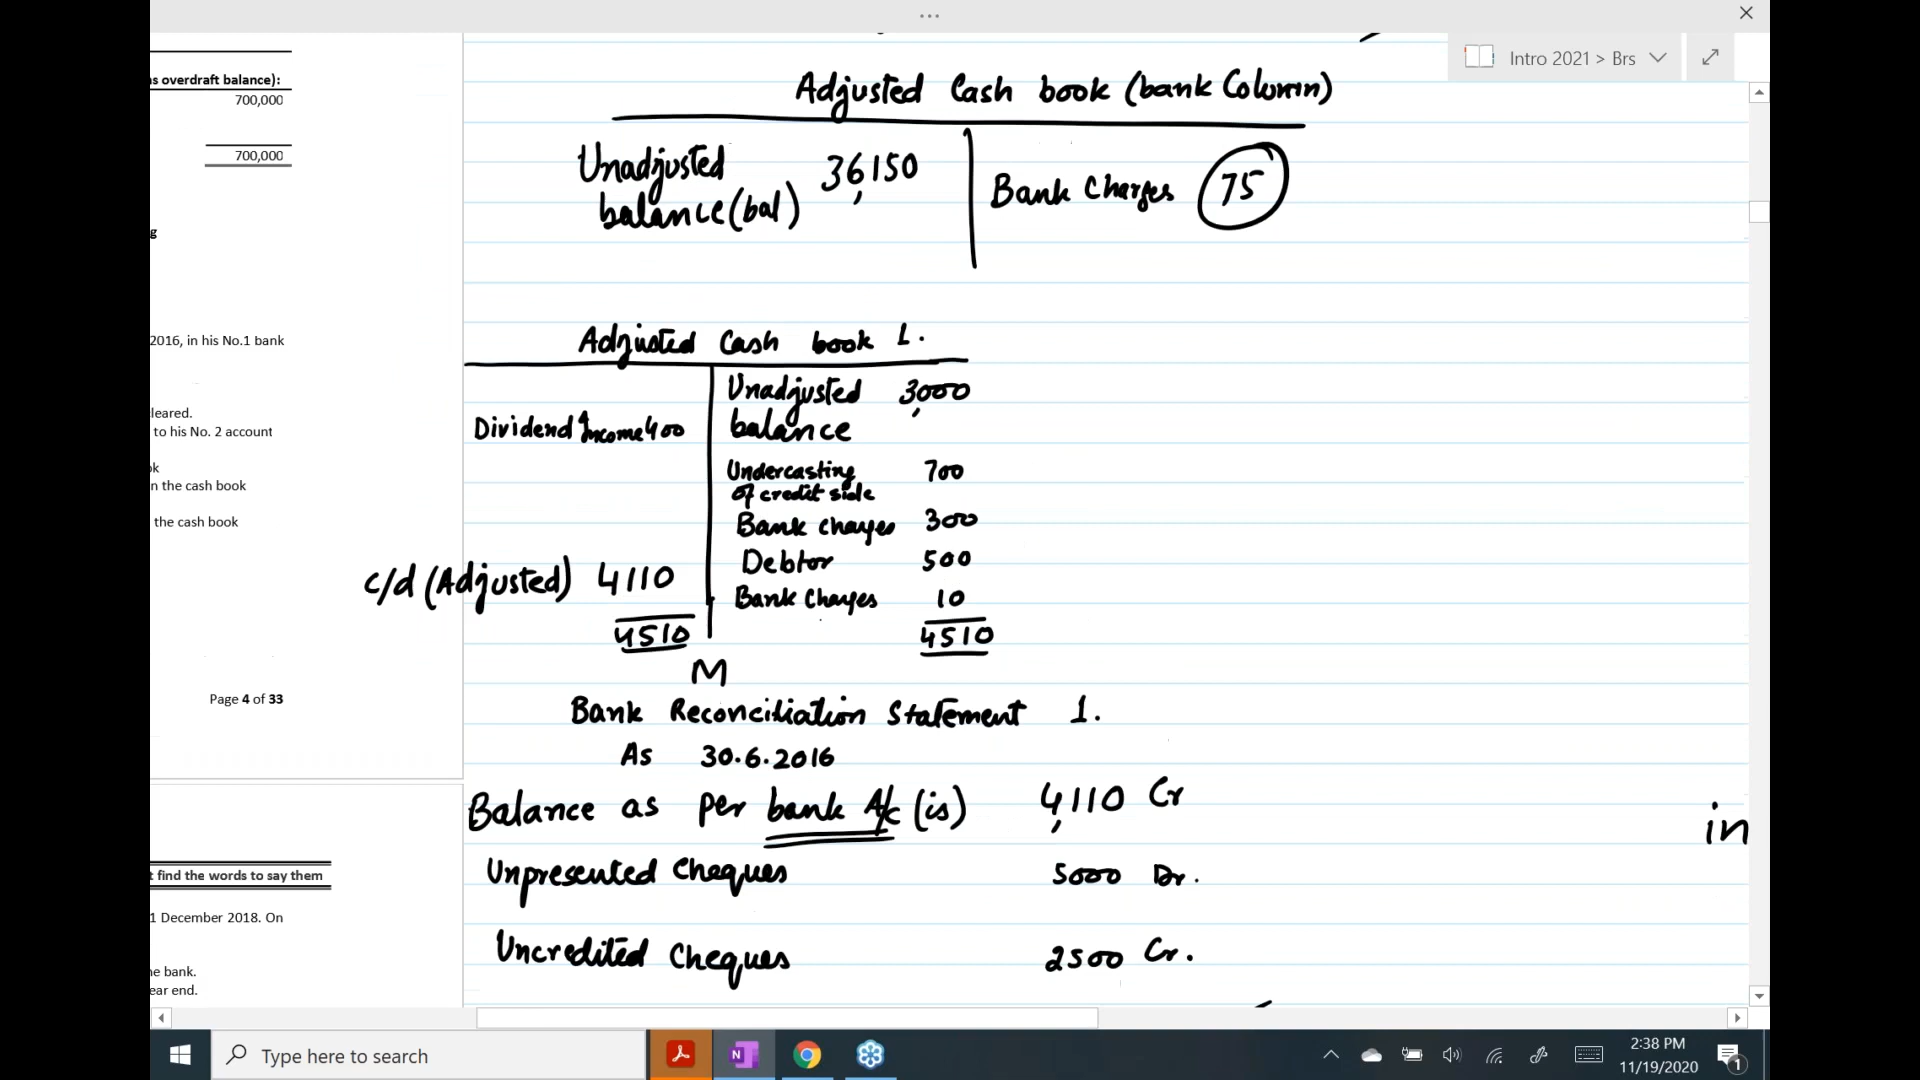 Intro 2021 > Brs
s overdraft balance):
700,000
700,000
g
2016, in his No.1 bank
leared.
to his No. 2 account
ok
n the cash book
the cash book
Page 4 of 33
t find the words to say them
1 December 2018. On
he bank.
ear end.
Adjusted Cash book (bank Column)
Unadjusted 36,150
balance (bal)
Bank Charges 75
Adjusted Cash book 1.
Dividend Income 400
c/d (Adjusted) 4110
4510
Unadjusted 3,000
balance
Undercasting 700
of credit side
Bank charges 300
Debtor 500
Bank Charges 10
4510
M
Bank Reconciliation Statement 1.
As 30.6.2016
Balance as per bank A/c (is) 4,110 Cr
Unpresented Cheques 5000 Dr.
Uncredited Cheques 2500 Cr.
in
Type here to search
2:38 PM
11/19/2020
1